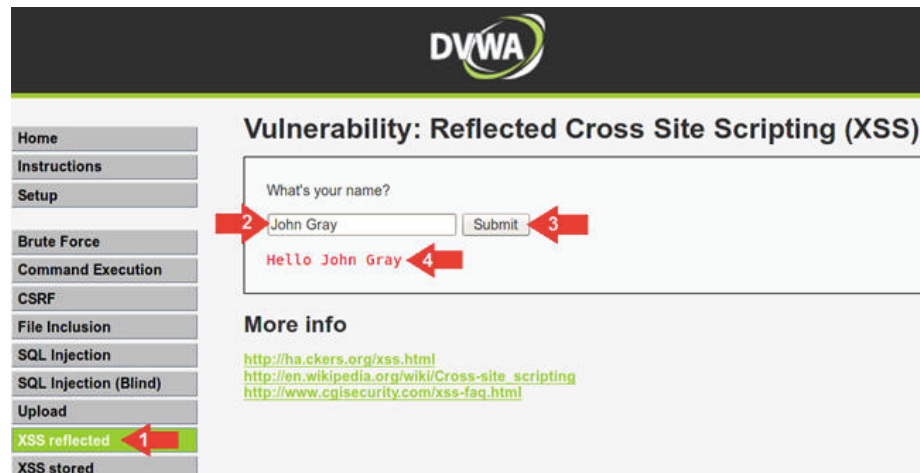 DVWA
Vulnerability: Reflected Cross Site Scripting (XSS)
Home
Instructions
Setup
Brute Force
Command Execution
CSRF
File Inclusion
SQL Injection
SQL Injection (Blind)
Upload
XSS reflected 1
XSS stored
What's your name?
2 John Gray Submit 3
Hello John Gray 4
More info
http://ha.ckers.org/xss.html
http://en.wikipedia.org/wiki/Cross-site_scripting
http://www.cgisecurity.com/xss-faq.html